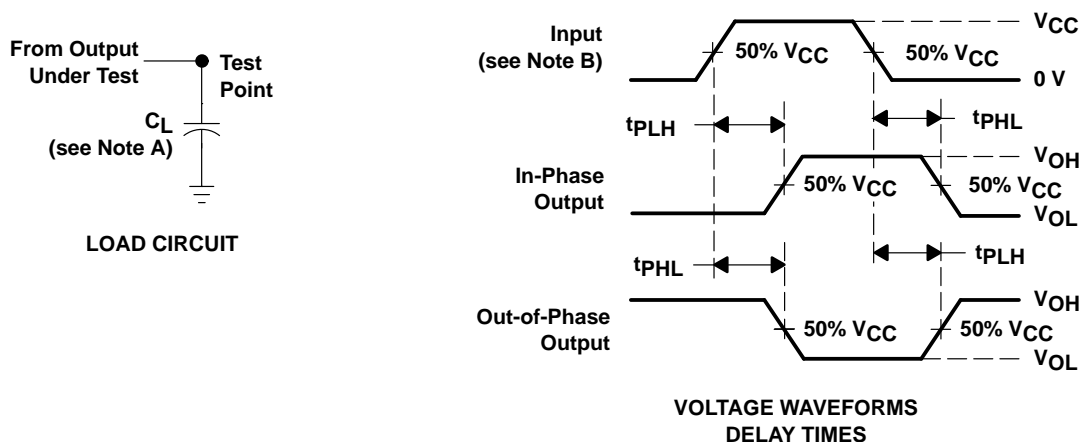 From Output
Under Test
Test
Point
CL
(see Note A)
LOAD CIRCUIT
Input
(see Note B)
50% VCC
50% VCC
VCC
0 V
tPLH
tPHL
In-Phase
Output
50% VCC
50% VCC
VOH
VOL
tPHL
tPLH
Out-of-Phase
Output
50% VCC
50% VCC
VOH
VOL
VOLTAGE WAVEFORMS
DELAY TIMES